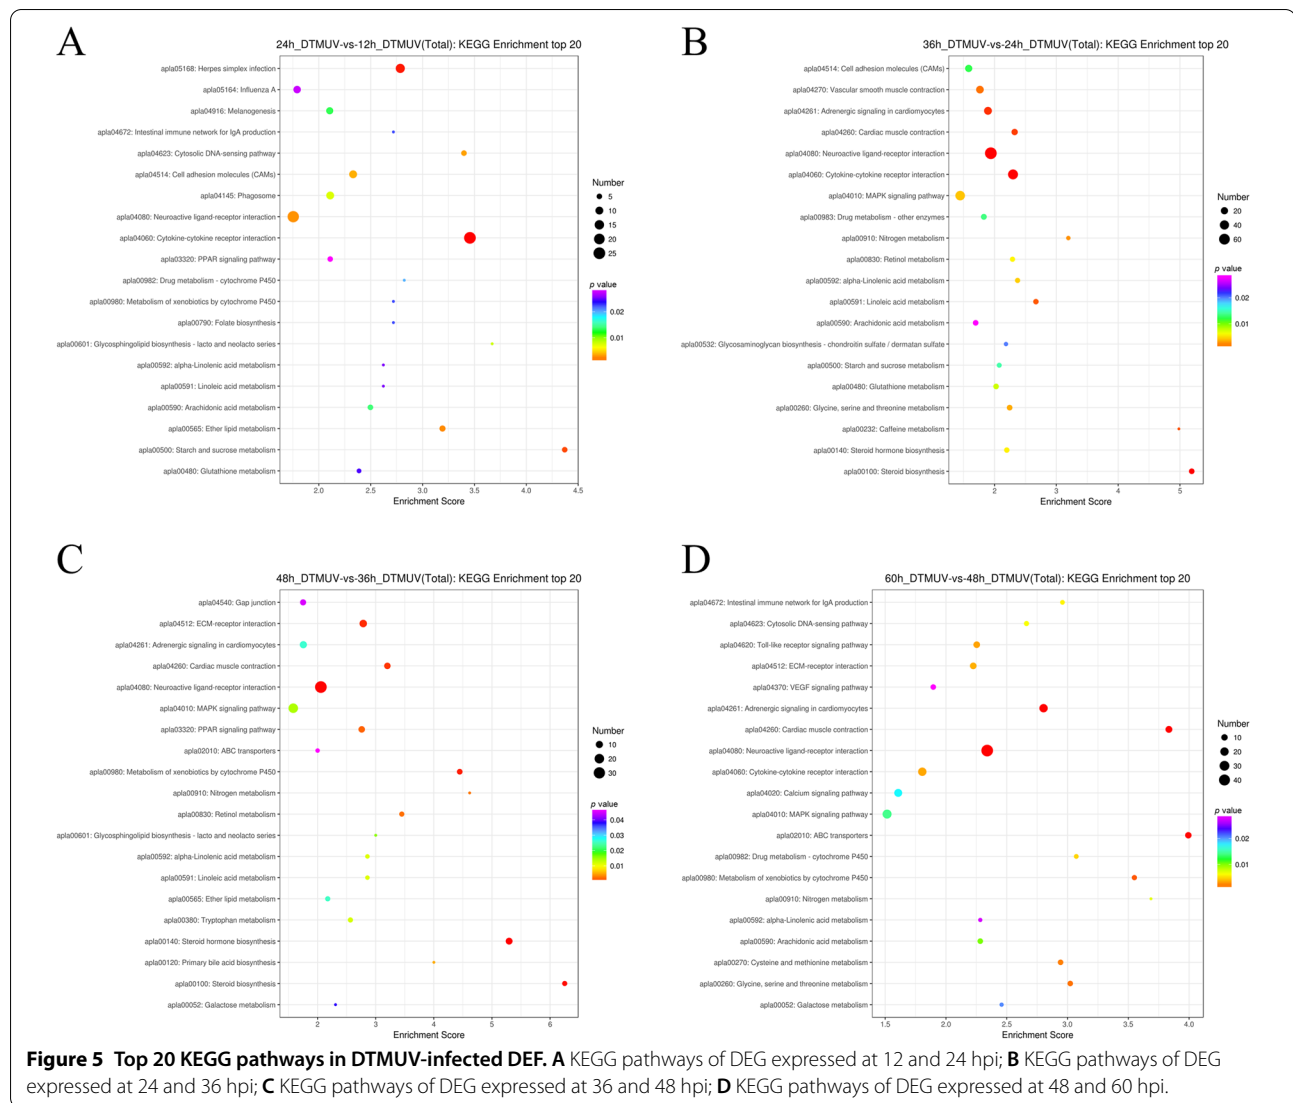 A
24h_DTMUV-vs-12h_DTMUV(Total): KEGG Enrichment top 20
apla05168: Herpes simplex infection
apla05164: Influenza A
apla04916: Melanogenesis
apla04672: Intestinal immune network for IgA production
apla04623: Cytosolic DNA-sensing pathway
apla04514: Cell adhesion molecules (CAMs)
apla04145: Phagosome
apla04080: Neuroactive ligand-receptor interaction
apla04060: Cytokine-cytokine receptor interaction
apla03320: PPAR signaling pathway
apla00982: Drug metabolism - cytochrome P450
apla00980: Metabolism of xenobiotics by cytochrome P450
apla00790: Folate biosynthesis
apla00601: Glycosphingolipid biosynthesis - lacto and neolacto series
apla00592: alpha-Linolenic acid metabolism
apla00591: Linoleic acid metabolism
apla00590: Arachidonic acid metabolism
apla00565: Ether lipid metabolism
apla00500: Starch and sucrose metabolism
apla00480: Glutathione metabolism
2.0 2.5 3.0 3.5 4.0 4.5
Enrichment Score
Number
5
10
15
20
25
p value
0.02
0.01
B
36h_DTMUV-vs-24h_DTMUV(Total): KEGG Enrichment top 20
apla04514: Cell adhesion molecules (CAMs)
apla04270: Vascular smooth muscle contraction
apla04261: Adrenergic signaling in cardiomyocytes
apla04260: Cardiac muscle contraction
apla04080: Neuroactive ligand-receptor interaction
apla04060: Cytokine-cytokine receptor interaction
apla04010: MAPK signaling pathway
apla00983: Drug metabolism - other enzymes
apla00910: Nitrogen metabolism
apla00830: Retinol metabolism
apla00592: alpha-Linolenic acid metabolism
apla00591: Linoleic acid metabolism
apla00590: Arachidonic acid metabolism
apla00532: Glycosaminoglycan biosynthesis - chondroitin sulfate / dermatan sulfate
apla00500: Starch and sucrose metabolism
apla00480: Glutathione metabolism
apla00260: Glycine, serine and threonine metabolism
apla00232: Caffeine metabolism
apla00140: Steroid hormone biosynthesis
apla00100: Steroid biosynthesis
2 3 4 5
Enrichment Score
Number
20
40
60
p value
0.02
0.01
C
48h_DTMUV-vs-36h_DTMUV(Total): KEGG Enrichment top 20
apla04540: Gap junction
apla04512: ECM-receptor interaction
apla04261: Adrenergic signaling in cardiomyocytes
apla04260: Cardiac muscle contraction
apla04080: Neuroactive ligand-receptor interaction
apla04010: MAPK signaling pathway
apla03320: PPAR signaling pathway
apla02010: ABC transporters
apla00980: Metabolism of xenobiotics by cytochrome P450
apla00910: Nitrogen metabolism
apla00830: Retinol metabolism
apla00601: Glycosphingolipid biosynthesis - lacto and neolacto series
apla00592: alpha-Linolenic acid metabolism
apla00591: Linoleic acid metabolism
apla00565: Ether lipid metabolism
apla00380: Tryptophan metabolism
apla00140: Steroid hormone biosynthesis
apla00120: Primary bile acid biosynthesis
apla00100: Steroid biosynthesis
apla00052: Galactose metabolism
2 3 4 5 6
Enrichment Score
Number
10
20
30
p value
0.04
0.03
0.02
0.01
D
60h_DTMUV-vs-48h_DTMUV(Total): KEGG Enrichment top 20
apla04672: Intestinal immune network for IgA production
apla04623: Cytosolic DNA-sensing pathway
apla04620: Toll-like receptor signaling pathway
apla04512: ECM-receptor interaction
apla04370: VEGF signaling pathway
apla04261: Adrenergic signaling in cardiomyocytes
apla04260: Cardiac muscle contraction
apla04080: Neuroactive ligand-receptor interaction
apla04060: Cytokine-cytokine receptor interaction
apla04020: Calcium signaling pathway
apla04010: MAPK signaling pathway
apla02010: ABC transporters
apla00982: Drug metabolism - cytochrome P450
apla00980: Metabolism of xenobiotics by cytochrome P450
apla00910: Nitrogen metabolism
apla00592: alpha-Linolenic acid metabolism
apla00590: Arachidonic acid metabolism
apla00270: Cysteine and methionine metabolism
apla00260: Glycine, serine and threonine metabolism
apla00052: Galactose metabolism
1.5 2.0 2.5 3.0 3.5 4.0
Enrichment Score
Number
10
20
30
40
p value
0.02
0.01
Figure 5 Top 20 KEGG pathways in DTMUV-infected DEF. A KEGG pathways of DEG expressed at 12 and 24 hpi; B KEGG pathways of DEG
expressed at 24 and 36 hpi; C KEGG pathways of DEG expressed at 36 and 48 hpi; D KEGG pathways of DEG expressed at 48 and 60 hpi.